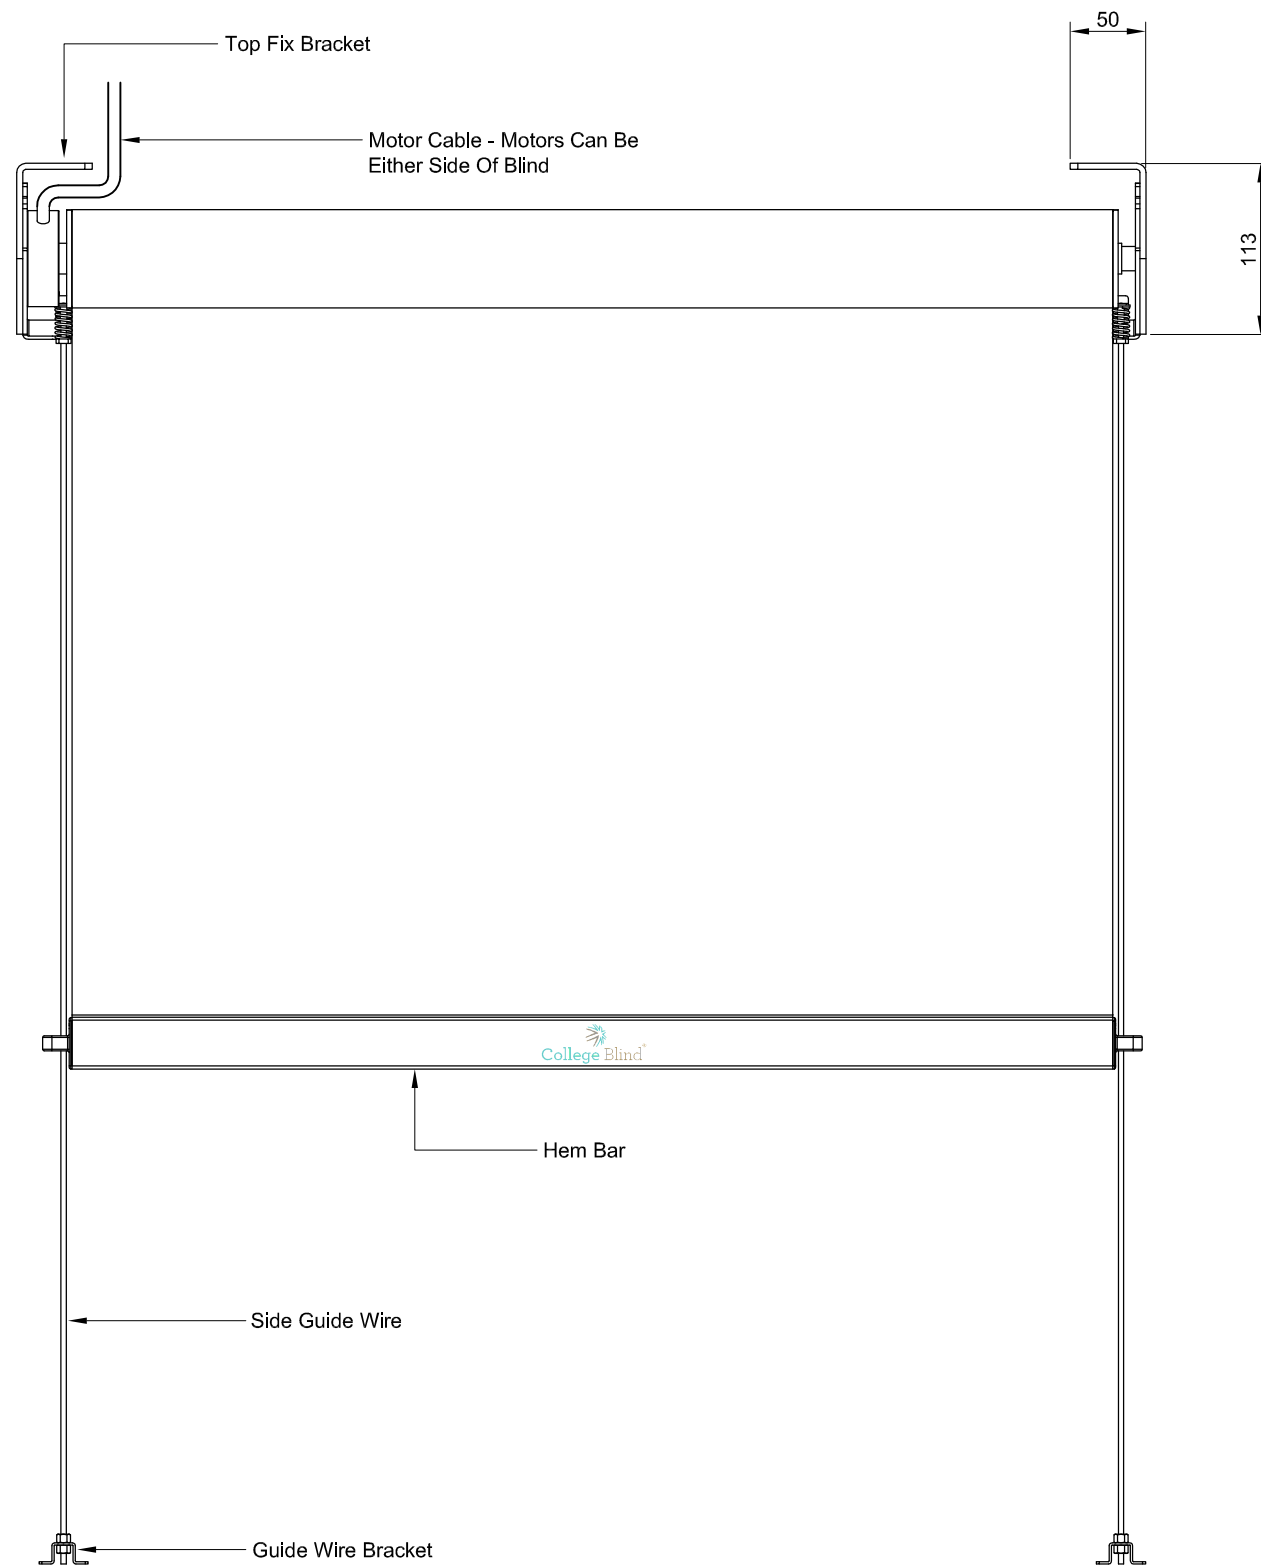 50
Top Fix Bracket
Motor Cable - Motors Can Be
Either Side Of Blind
113
College Blind®
Hem Bar
Side Guide Wire
Guide Wire Bracket